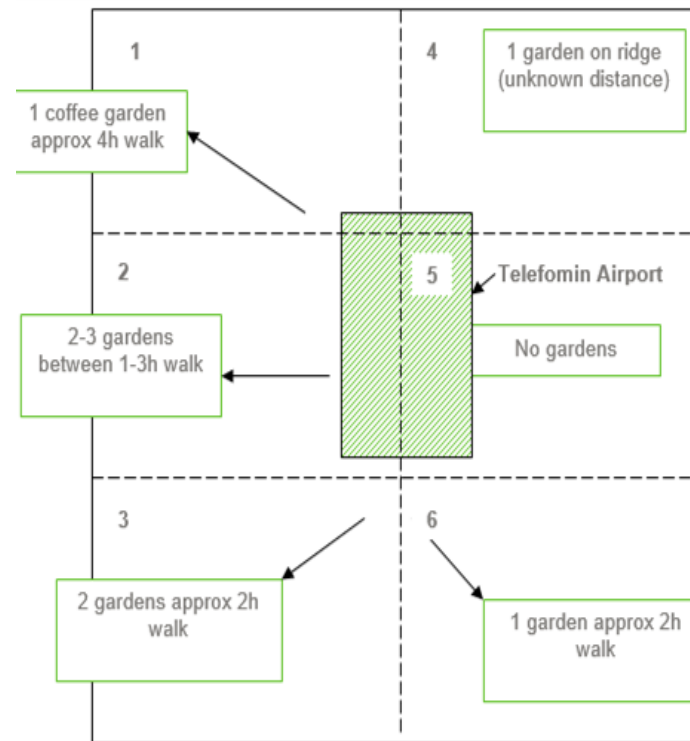 1
4
1 garden on ridge
(unknown distance)
1 coffee garden
approx 4h walk
2
5
Telefomin Airport
2-3 gardens
between 1-3h walk
No gardens
3
6
2 gardens approx 2h
walk
1 garden approx 2h
walk